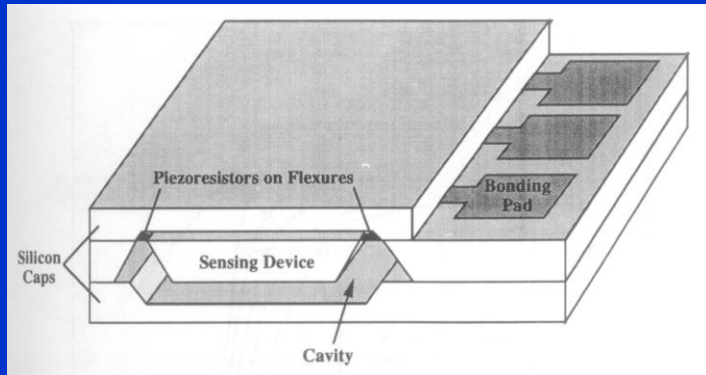 Piezoresistors on Flexures
Bonding
Pad
Silicon
Caps
Sensing Device
Cavity